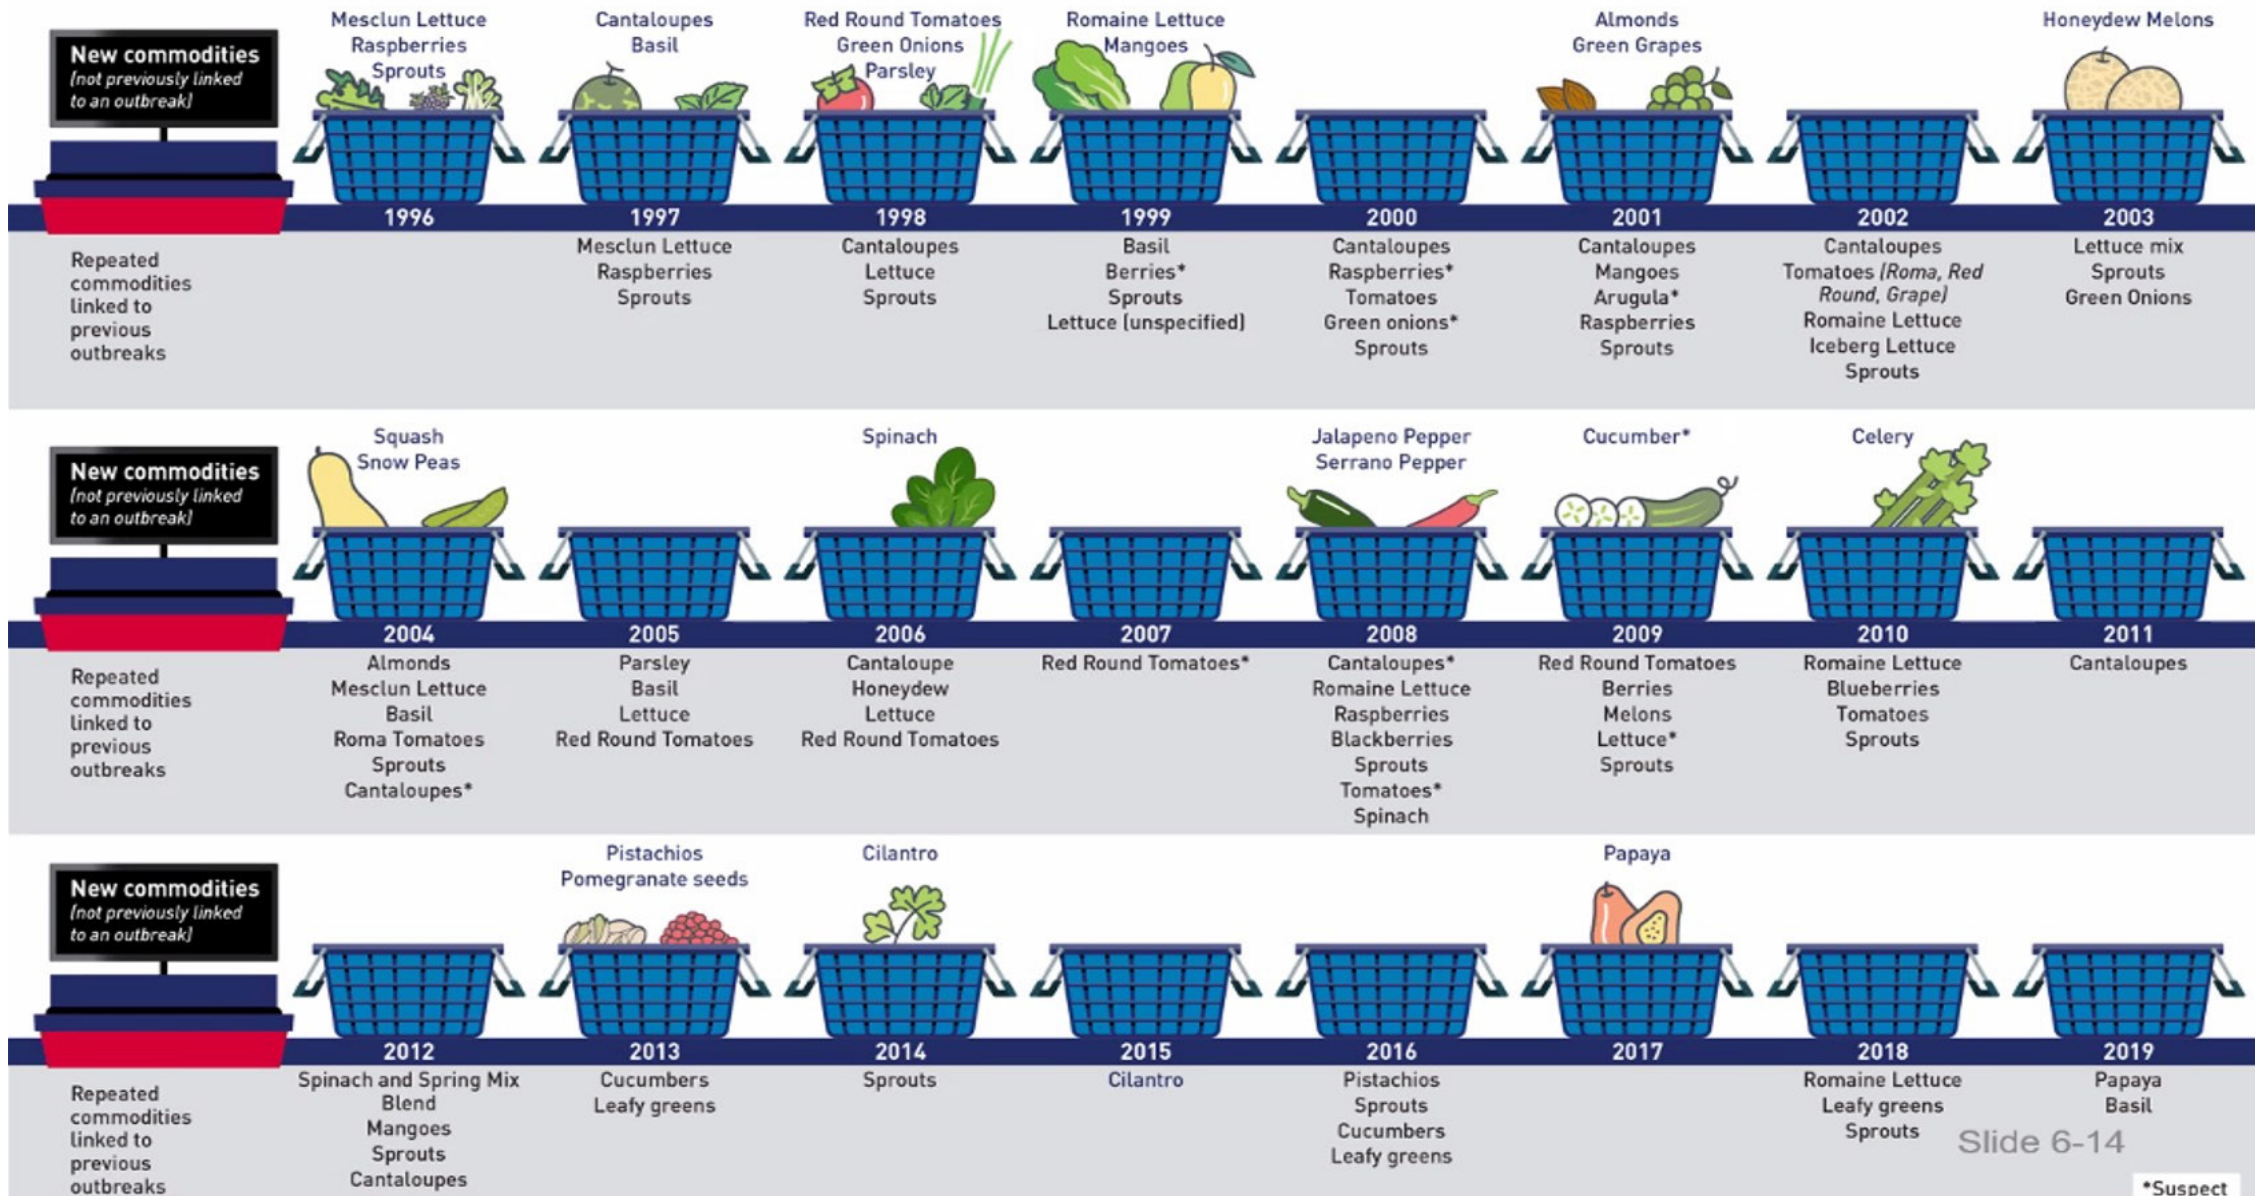 New commodities
(not previously linked
to an outbreak)
Mesclun Lettuce
Raspberries
Sprouts
Cantaloupes
Basil
Red Round Tomatoes
Green Onions
Parsley
Romaine Lettuce
Mangoes
Almonds
Green Grapes
Honeydew Melons
1996
1997
1998
1999
2000
2001
2002
2003
Repeated
commodities
linked to
previous
outbreaks
Mesclun Lettuce
Raspberries
Sprouts
Cantaloupes
Lettuce
Sprouts
Basil
Berries*
Sprouts
Lettuce (unspecified)
Cantaloupes
Raspberries*
Tomatoes
Green onions*
Sprouts
Cantaloupes
Mangoes
Arugula*
Raspberries
Sprouts
Cantaloupes
Tomatoes (Roma, Red
Round, Grape)
Romaine Lettuce
Iceberg Lettuce
Sprouts
Lettuce mix
Sprouts
Green Onions
New commodities
(not previously linked
to an outbreak)
Squash
Snow Peas
Spinach
Jalapeno Pepper
Serrano Pepper
Cucumber*
Celery
2004
2005
2006
2007
2008
2009
2010
2011
Repeated
commodities
linked to
previous
outbreaks
Almonds
Mesclun Lettuce
Basil
Roma Tomatoes
Sprouts
Cantaloupes*
Parsley
Basil
Lettuce
Red Round Tomatoes
Cantaloupe
Honeydew
Lettuce
Red Round Tomatoes
Red Round Tomatoes*
Cantaloupes*
Romaine Lettuce
Raspberries
Blackberries
Sprouts
Tomatoes*
Spinach
Red Round Tomatoes
Berries
Melons
Lettuce*
Sprouts
Romaine Lettuce
Blueberries
Tomatoes
Sprouts
Cantaloupes
New commodities
(not previously linked
to an outbreak)
Pistachios
Pomegranate seeds
Cilantro
Papaya
2012
2013
2014
2015
2016
2017
2018
2019
Repeated
commodities
linked to
previous
outbreaks
Spinach and Spring Mix
Blend
Mangoes
Sprouts
Cantaloupes
Cucumbers
Leafy greens
Sprouts
Cilantro
Pistachios
Sprouts
Cucumbers
Leafy greens
Romaine Lettuce
Leafy greens
Sprouts
Papaya
Basil
Slide 6-14
*Suspect